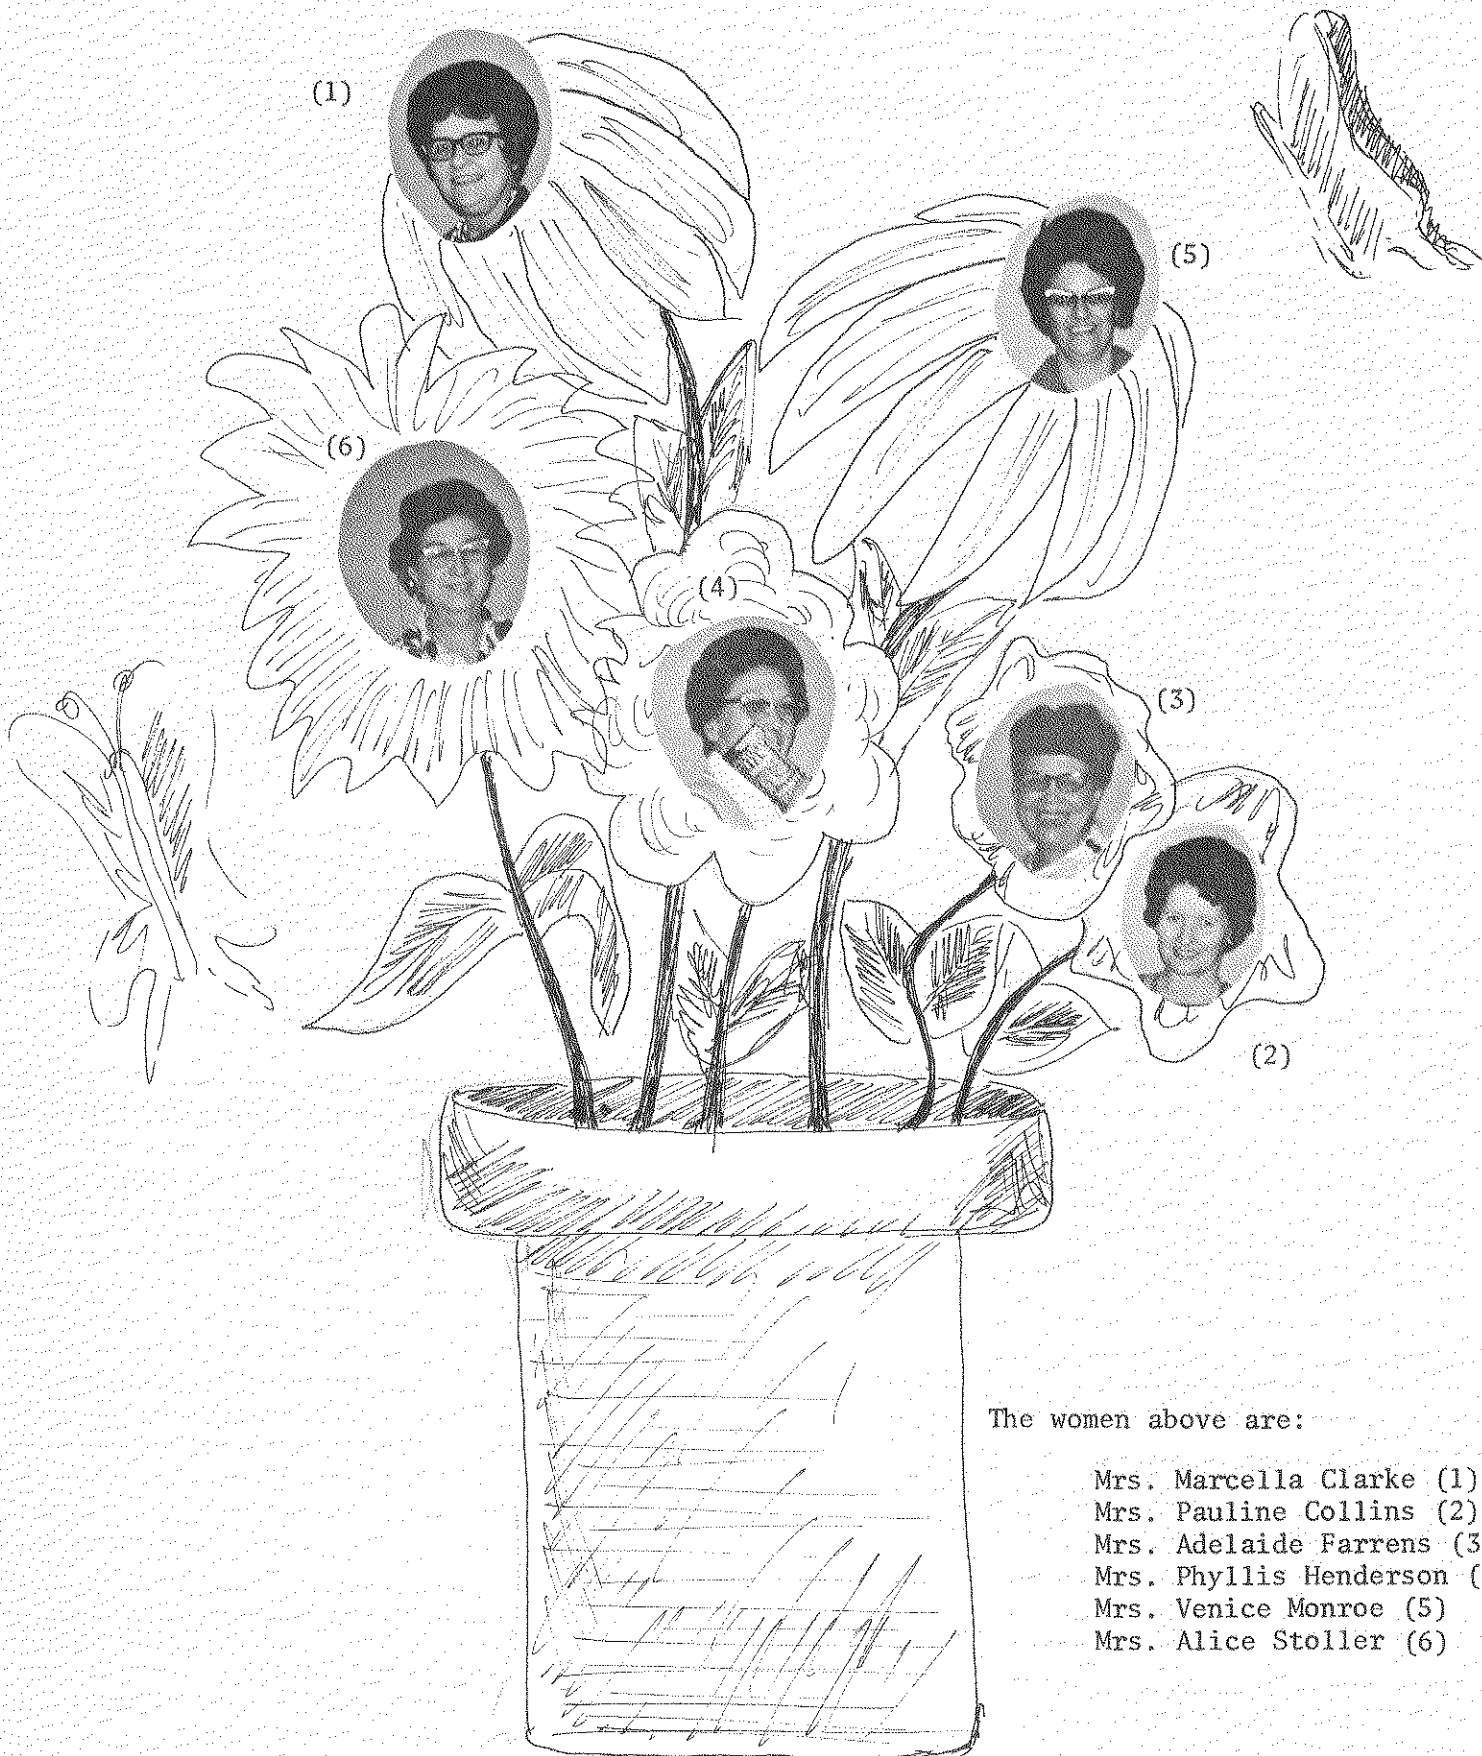 (1)
(5)
(6)
(4)
(3)
(2)
The women above are:
Mrs. Marcella Clarke (1)
Mrs. Pauline Collins (2)
Mrs. Adelaide Farrens (3
Mrs. Phyllis Henderson (
Mrs. Venice Monroe (5)
Mrs. Alice Stoller (6)